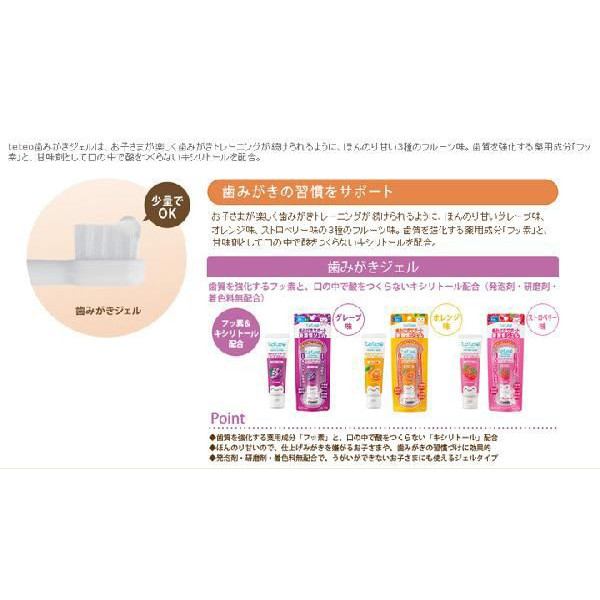 teteo歯みがきジェルは、お子さまが楽しく歯みがきトレーニングが続けられるように、ほんのり甘い3種のフルーツ味。歯質を強化する薬用成分「フッ
素」と、甘味剤として口の中で酸をつくらないキシリトールを配合。
少量で
OK
歯みがきジェル
歯みがきの習慣をサポート
お子さまが楽しく歯みがきトレーニングが続けられるように、ほんのり甘いグレープ味、
オレンジ味、ストロベリー味の3種のフルーツ味。歯質を強化する薬用成分「フッ素」と、
甘味剤として口の中で酸をつくらないキシリトールを配合。
歯みがきジェル
歯質を強化するフッ素と、口の中で酸をつくらないキシリトール配合（発泡剤・研磨剤・
着色料無配合）
フッ素&
キシリトール
配合
グレープ
味
オレンジ
味
ストロベリー
味
teteo
teteo
teteo
Point
●歯質を強化する薬用成分「フッ素」と、口の中で酸をつくらない「キシリトール」配合
●ほんのり甘いので、仕上げみがきを嫌がるお子さまや、歯みがきの習慣づけに効果的
●発泡剤・研磨剤・着色料無配合で、うがいができないお子さまにも使えるジェルタイプ